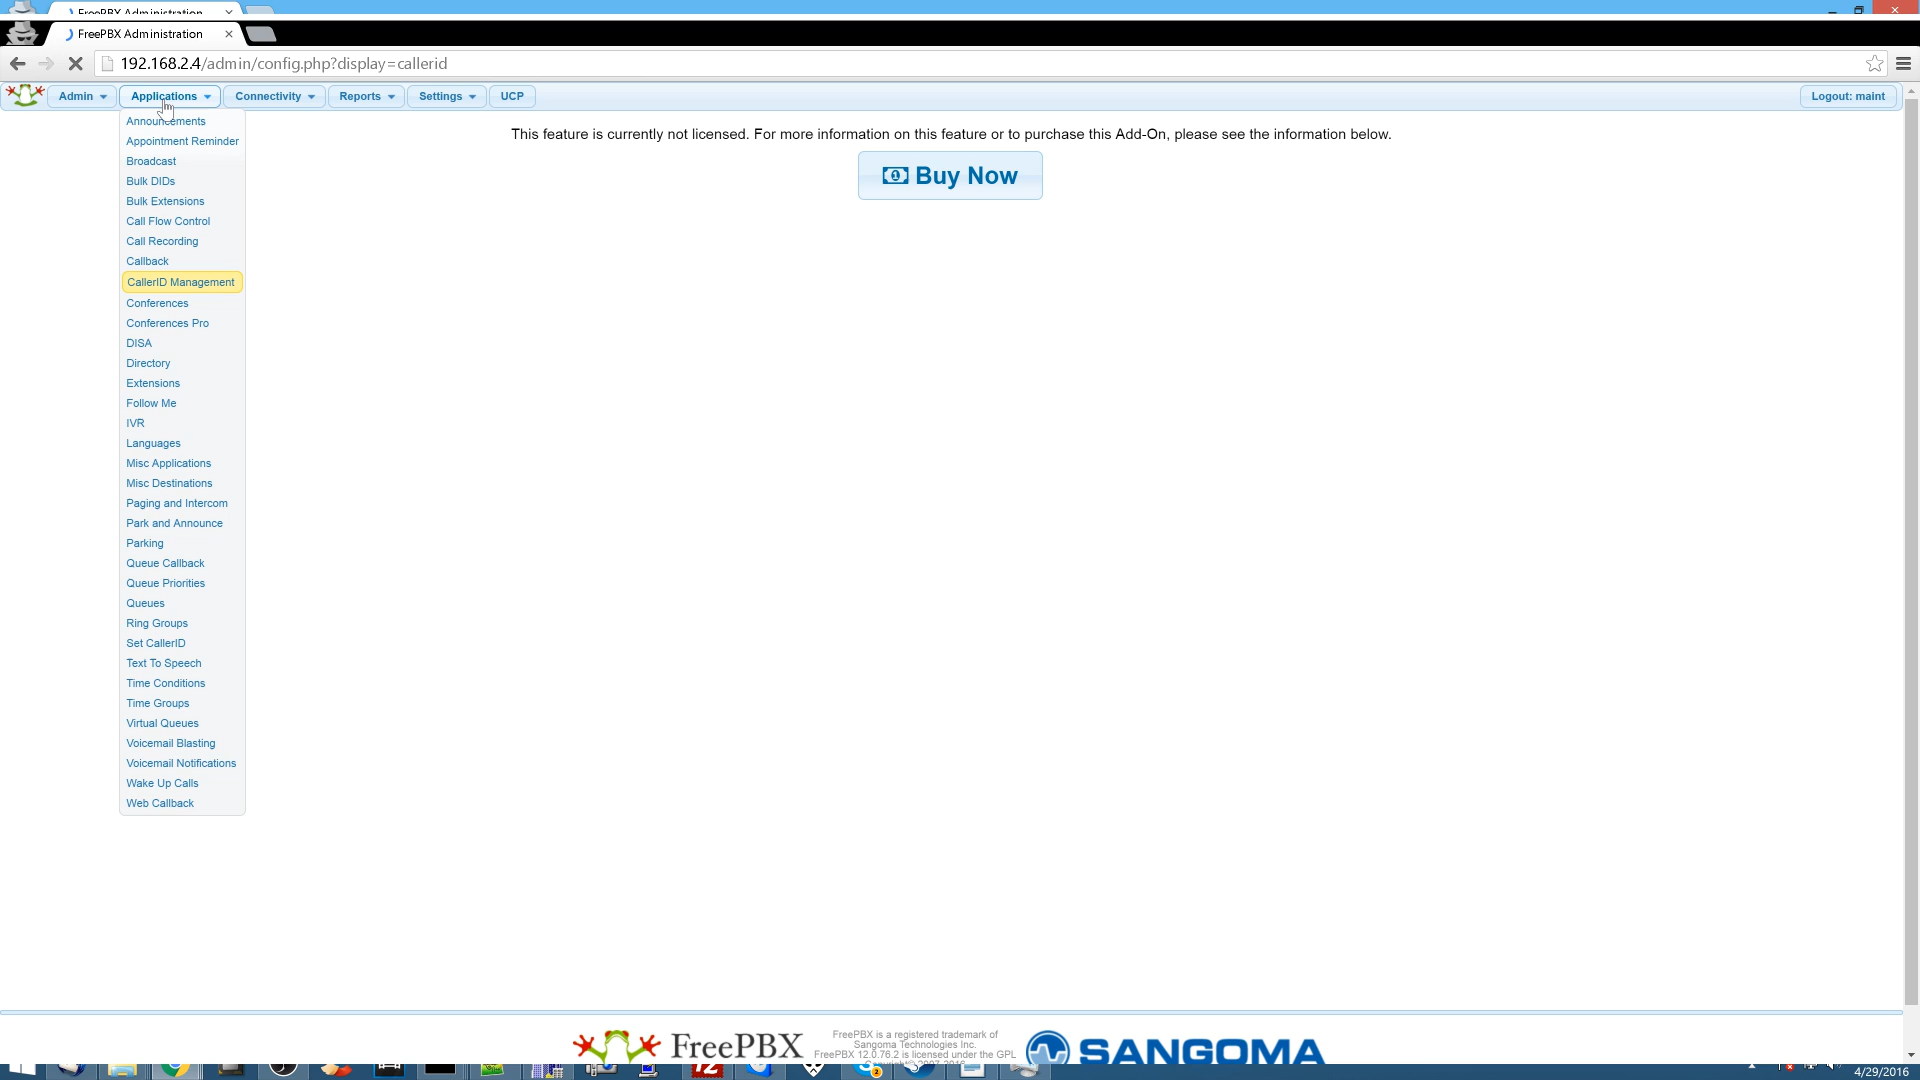 FreePBX Administration
FreePBX Administration
192.168.2.4/admin/config.php?display=callerid
Admin
Applications
Connectivity
Reports
Settings
UCP
Logout: maint
Announcements
Appointment Reminder
Broadcast
Bulk DIDs
Bulk Extensions
Call Flow Control
Call Recording
Callback
CallerID Management
Conferences
Conferences Pro
DISA
Directory
Extensions
Follow Me
IVR
Languages
Misc Applications
Misc Destinations
Paging and Intercom
Park and Announce
Parking
Queue Callback
Queue Priorities
Queues
Ring Groups
Set CallerID
Text To Speech
Time Conditions
Time Groups
Virtual Queues
Voicemail Blasting
Voicemail Notifications
Wake Up Calls
Web Callback
This feature is currently not licensed. For more information on this feature or to purchase this Add-On, please see the information below.
Buy Now
FreePBX
FreePBX is a registered trademark of
Sangoma Technologies Inc.
FreePBX 12.0.76.2 is licensed under the GPL
Copyright© 2007-2016
SANGOMA
4/29/2016